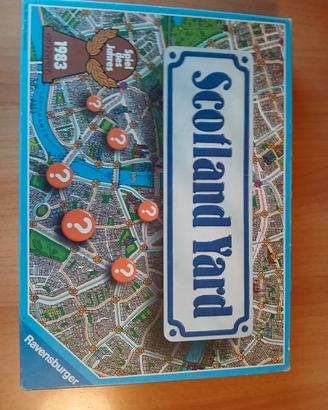 Spiel
des
Jahres
1983
Scotland Yard
?
?
?
?
?
?
Ravensburger